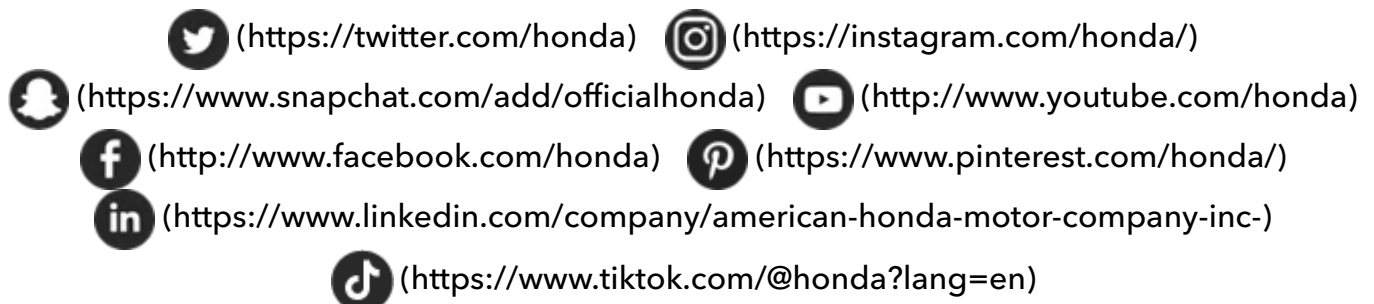 (https://twitter.com/honda) (https://instagram.com/honda/)
(https://www.snapchat.com/add/officialhonda) (http://www.youtube.com/honda)
(http://www.facebook.com/honda) (https://www.pinterest.com/honda/)
in (https://www.linkedin.com/company/american-honda-motor-company-inc-)
(https://www.tiktok.com/@honda?lang=en)